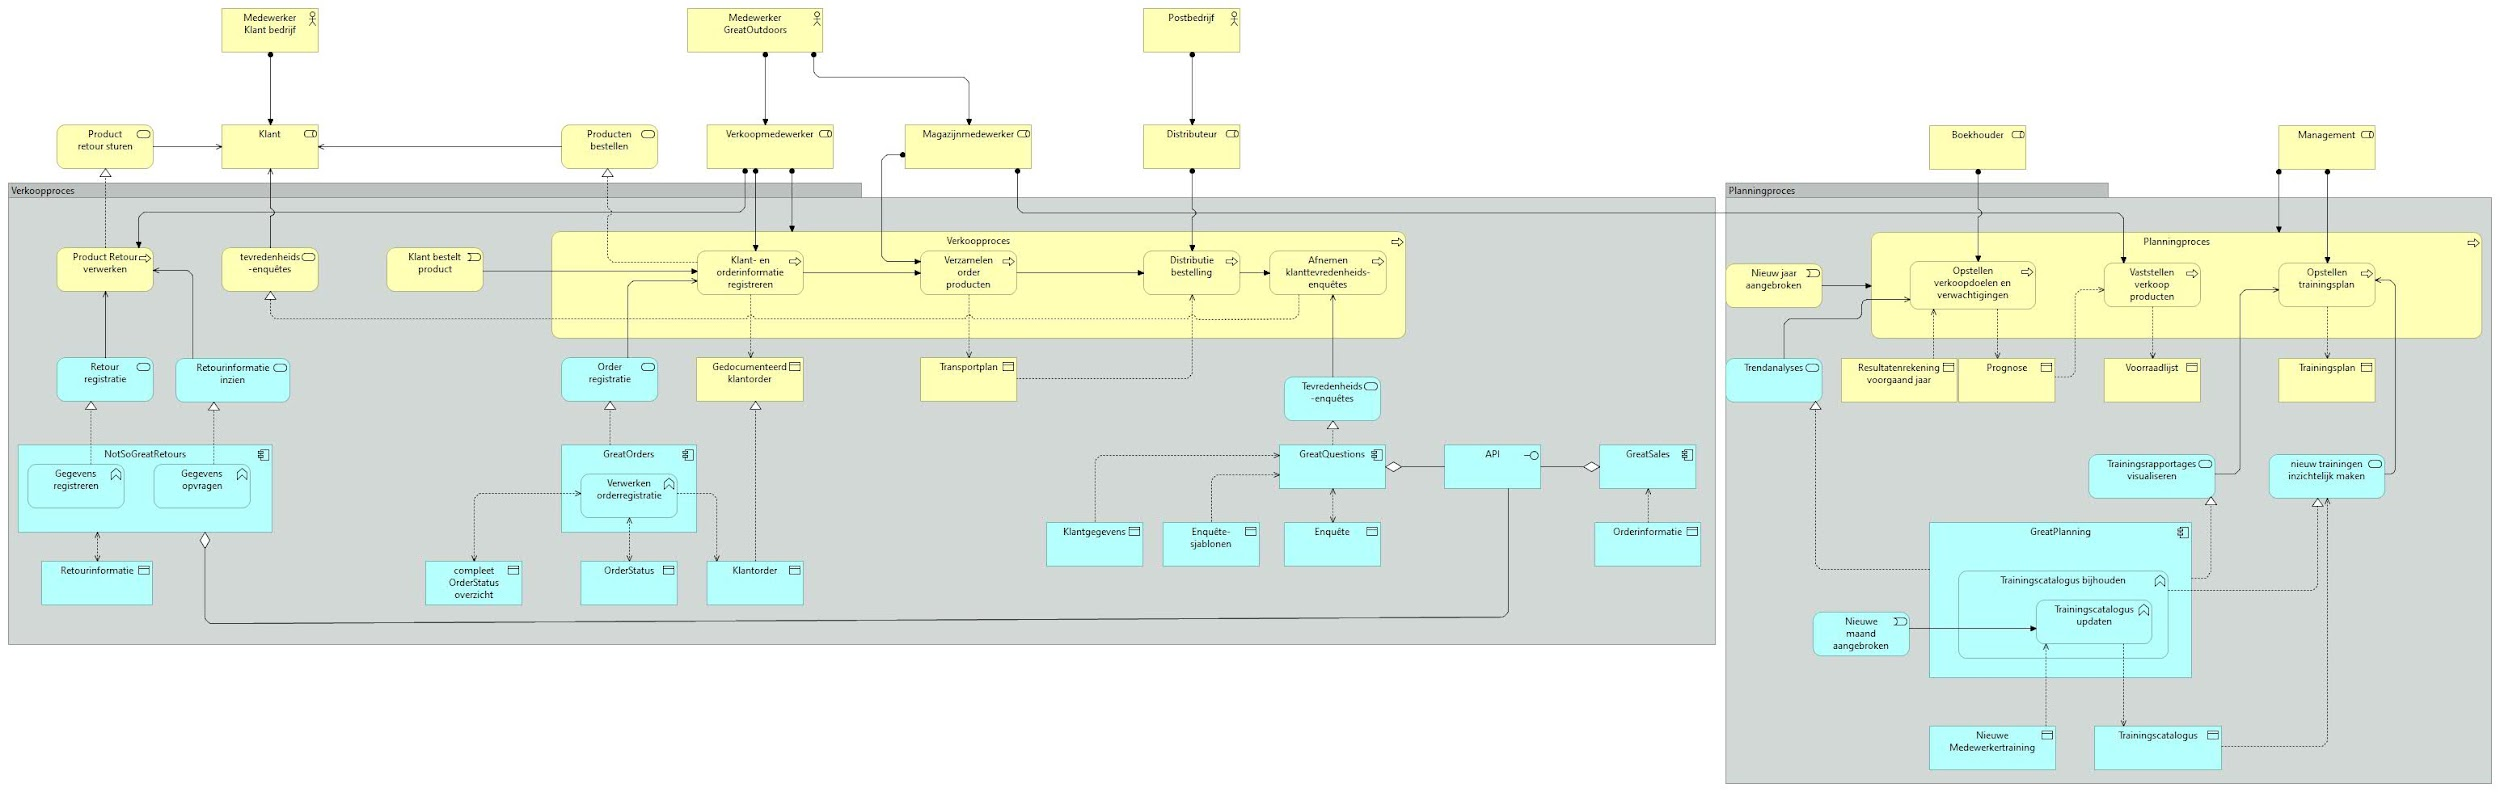 Medewerker
Klant bedrijf
Medewerker
GreatOutdoors
Postbedrijf
Product
retour sturen
Klant
Producten
bestellen
Verkoopmedewerker
Magazijnmedewerker
Distributeur
Boekhouder
Management
Verkoopproces
Planningproces
Product Retour
verwerken
tevredenheids
-enquêtes
Klant bestelt
product
Verkoopproces
Klant- en
orderinformatie
registreren
Verzamelen
order
producten
Distributie
bestelling
Afnemen
klanttevredenheids-
enquêtes
Nieuw jaar
aangebroken
Planningproces
Opstellen
verkoopdoelen en
verwachtigingen
Vaststellen
verkoop
producten
Opstellen
trainingsplan
Retour
registratie
Retourinformatie
inzien
Order
registratie
Gedocumenteerd
klantorder
Transportplan
Tevredenheids
-enquêtes
Trendanalyses
Resultatenrekening
voorgaand jaar
Prognose
Voorraadlijst
Trainingsplan
NotSoGreatRetours
Gegevens
registreren
Gegevens
opvragen
GreatOrders
Verwerken
orderregistratie
GreatQuestions
API
GreatSales
Trainingsrapportages
visualiseren
nieuw trainingen
inzichtelijk maken
Klantgegevens
Enquête-
sjablonen
Enquête
Orderinformatie
Retourinformatie
compleet
OrderStatus
overzicht
OrderStatus
Klantorder
GreatPlanning
Trainingscatalogus bijhouden
Trainingscatalogus
updaten
Nieuwe
maand
aangebroken
Nieuwe
Medewerkertraining
Trainingscatalogus